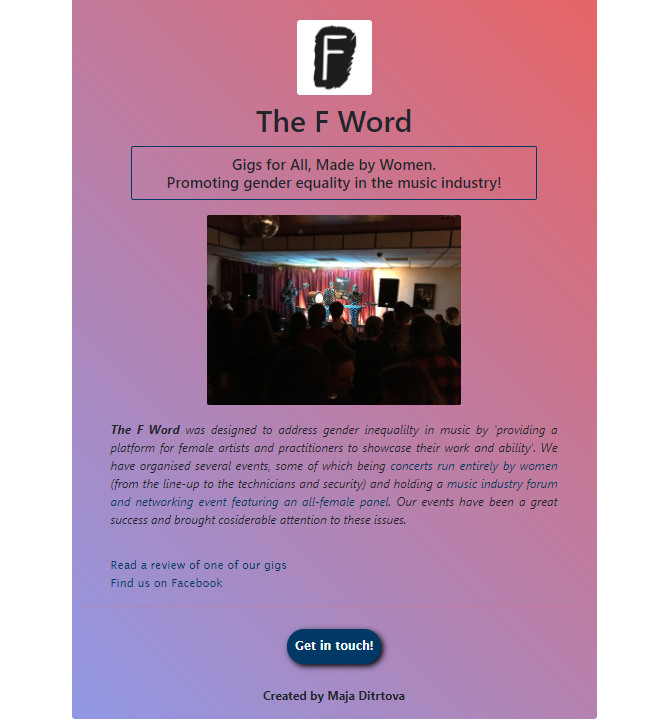 F
The F Word
Gigs for All, Made by Women.
Promoting gender equality in the music industry!
The F Word was designed to address gender inequalilty in music by 'providing a
platform for female artists and practitioners to showcase their work and ability'. We
have organised several events, some of which being concerts run entirely by women
(from the line-up to the technicians and security) and holding a music industry forum
and networking event featuring an all-female panel. Our events have been a great
success and brought cosiderable attention to these issues.
Read a review of one of our gigs
Find us on Facebook
Get in touch!
Created by Maja Ditrtova